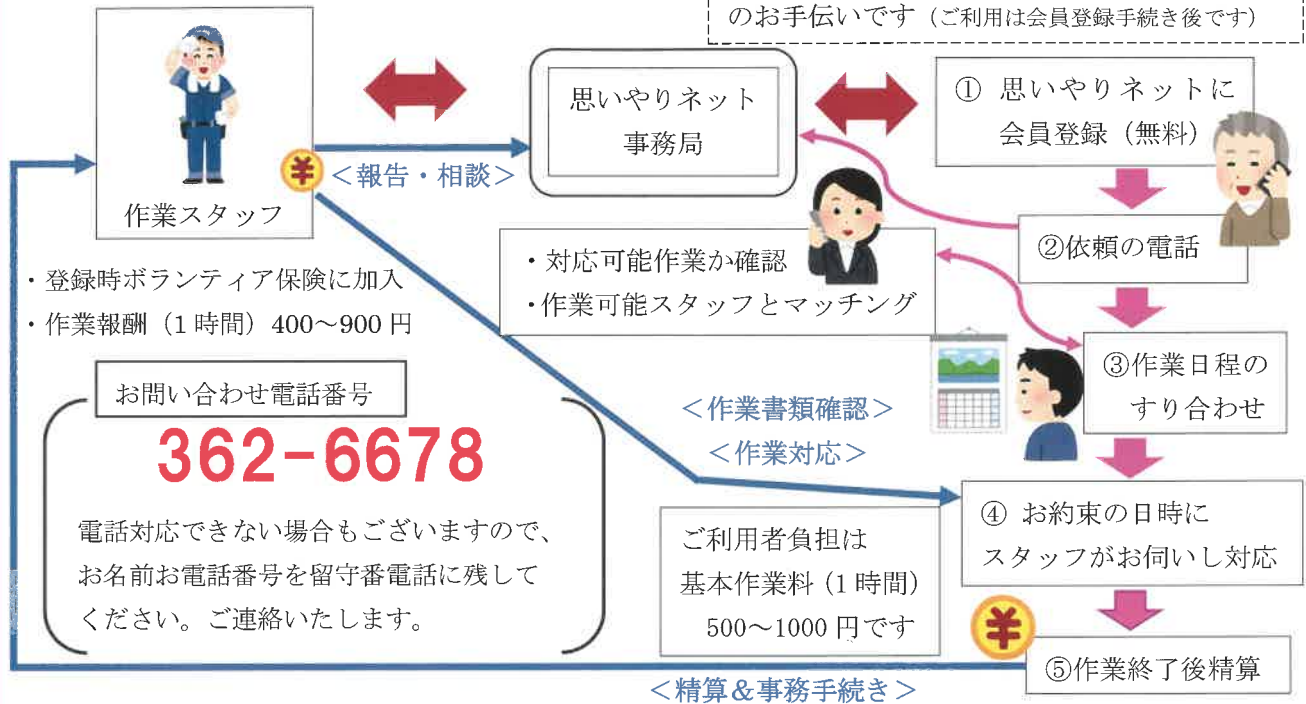 のお手伝いです（ご利用は会員登録手続き後です）
思いやりネット
事務局
① 思いやりネットに
会員登録（無料）
＜報告・相談＞
作業スタッフ
②依頼の電話
・対応可能作業か確認
・作業可能スタッフとマッチング
・登録時ボランティア保険に加入
・作業報酬（1時間）400～900円
③作業日程の
すり合わせ
お問い合わせ電話番号
362-6678
電話対応できない場合もございますので、
お名前お電話番号を留守番電話に残して
ください。ご連絡いたします。
＜作業書類確認＞
＜作業対応＞
④ お約束の日時に
スタッフがお伺いし対応
ご利用者負担は
基本作業料（1時間）
500～1000円です
⑤作業終了後精算
＜精算＆事務手続き＞
¥
¥